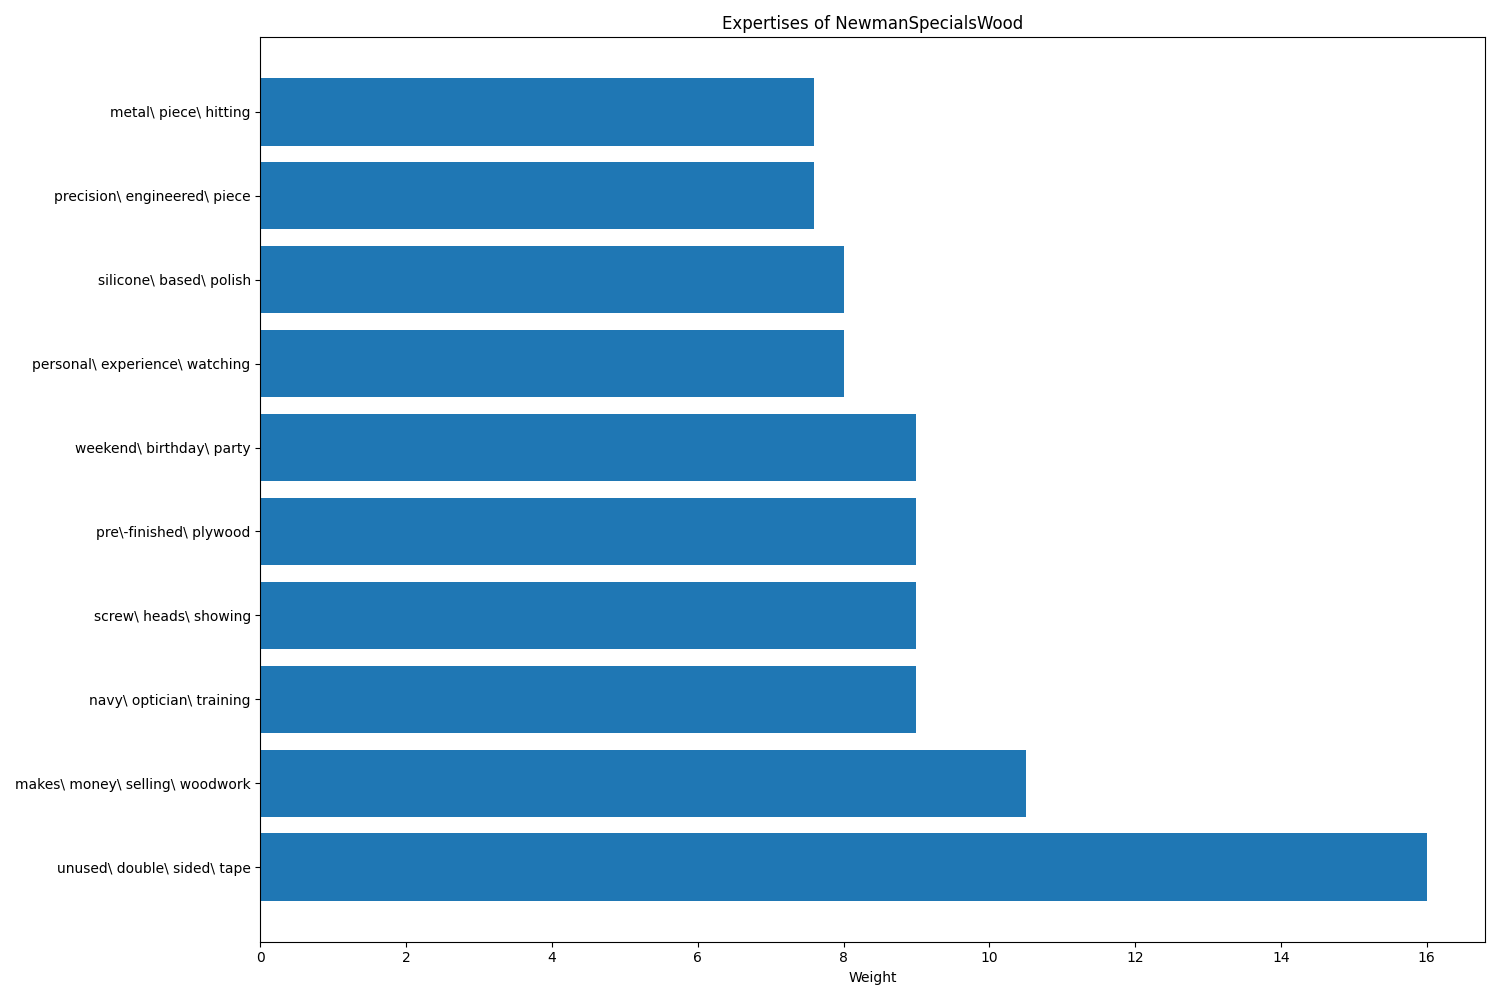 Expertises of NewmanSpecialsWood
metal\ piece\ hitting
precision\ engineered\ piece
silicone\ based\ polish
personal\ experience\ watching
weekend\ birthday\ party
pre\-finished\ plywood
screw\ heads\ showing
navy\ optician\ training
makes\ money\ selling\ woodwork
unused\ double\ sided\ tape
0 2 4 6 8 10 12 14 16
Weight